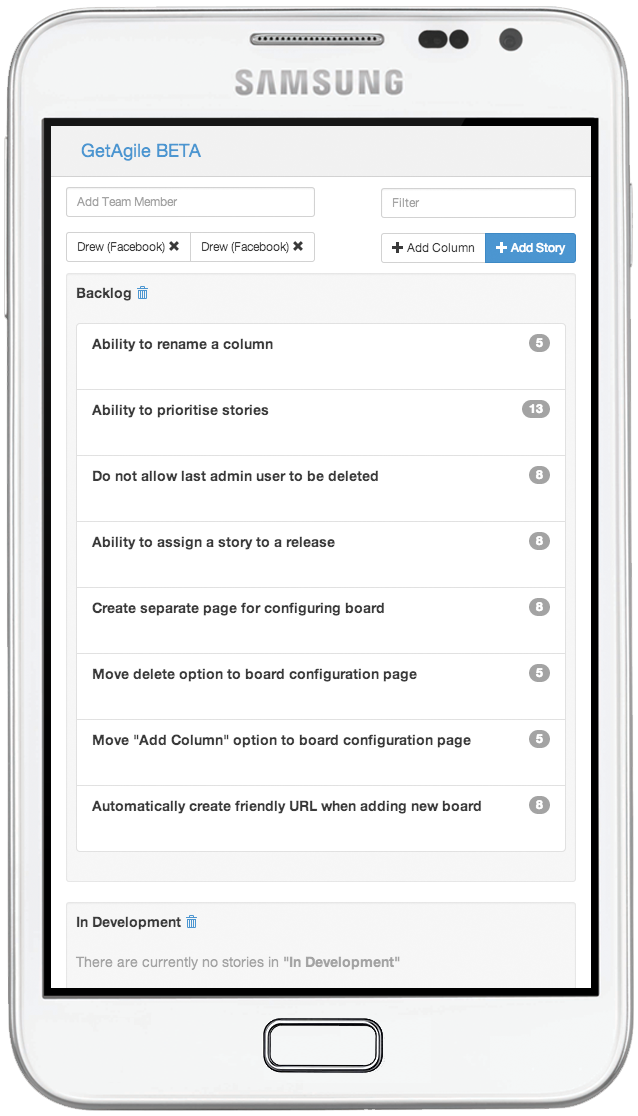 SAMSUNG
GetAgile BETA
Add Team Member
Filter
Drew (Facebook) ✖ Drew (Facebook) ✖
+ Add Column + Add Story
Backlog
Ability to rename a column 5
Ability to prioritise stories 13
Do not allow last admin user to be deleted 8
Ability to assign a story to a release 8
Create separate page for configuring board 8
Move delete option to board configuration page 5
Move "Add Column" option to board configuration page 5
Automatically create friendly URL when adding new board 8
In Development
There are currently no stories in "In Development"